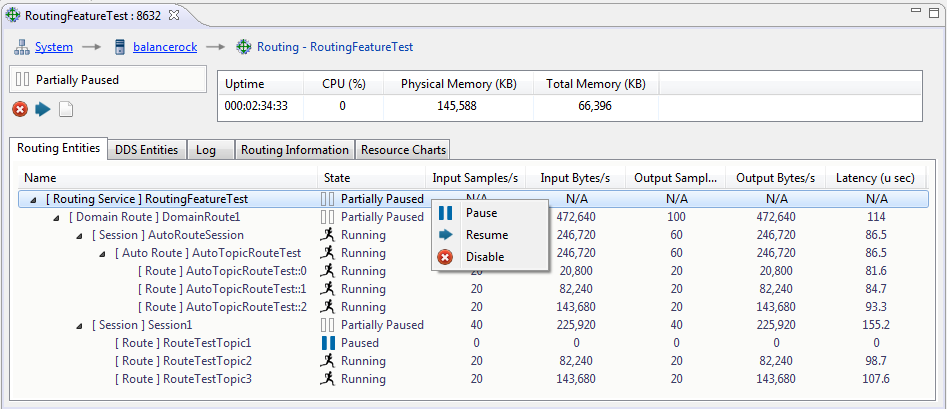 RoutingFeatureTest : 8632
System balancerock Routing - RoutingFeatureTest
Partially Paused
Uptime CPU (%) Physical Memory (KB) Total Memory (KB)
000:02:34:33 0 145,588 66,396
Routing Entities DDS Entities Log Routing Information Resource Charts
Name State Input Samples/s Input Bytes/s Output Sampl... Output Bytes/s Latency (u sec)
[ Routing Service ] RoutingFeatureTest Partially Paused N/A N/A N/A N/A
[ Domain Route ] DomainRoute1 Partially Paused 472,640 100 472,640 114
[ Session ] AutoRouteSession Running 246,720 60 246,720 86.5
[ Auto Route ] AutoTopicRouteTest Running 246,720 60 246,720 86.5
[ Route ] AutoTopicRouteTest::0 Running 20 20,800 20 20,800 81.6
[ Route ] AutoTopicRouteTest::1 Running 20 82,240 20 82,240 84.7
[ Route ] AutoTopicRouteTest::2 Running 20 143,680 20 143,680 93.3
[ Session ] Session1 Partially Paused 40 225,920 40 225,920 155.2
[ Route ] RouteTestTopic1 Paused 0 0 0 0 0
[ Route ] RouteTestTopic2 Running 20 82,240 20 82,240 98.7
[ Route ] RouteTestTopic3 Running 20 143,680 20 143,680 107.6
Pause
Resume
Disable